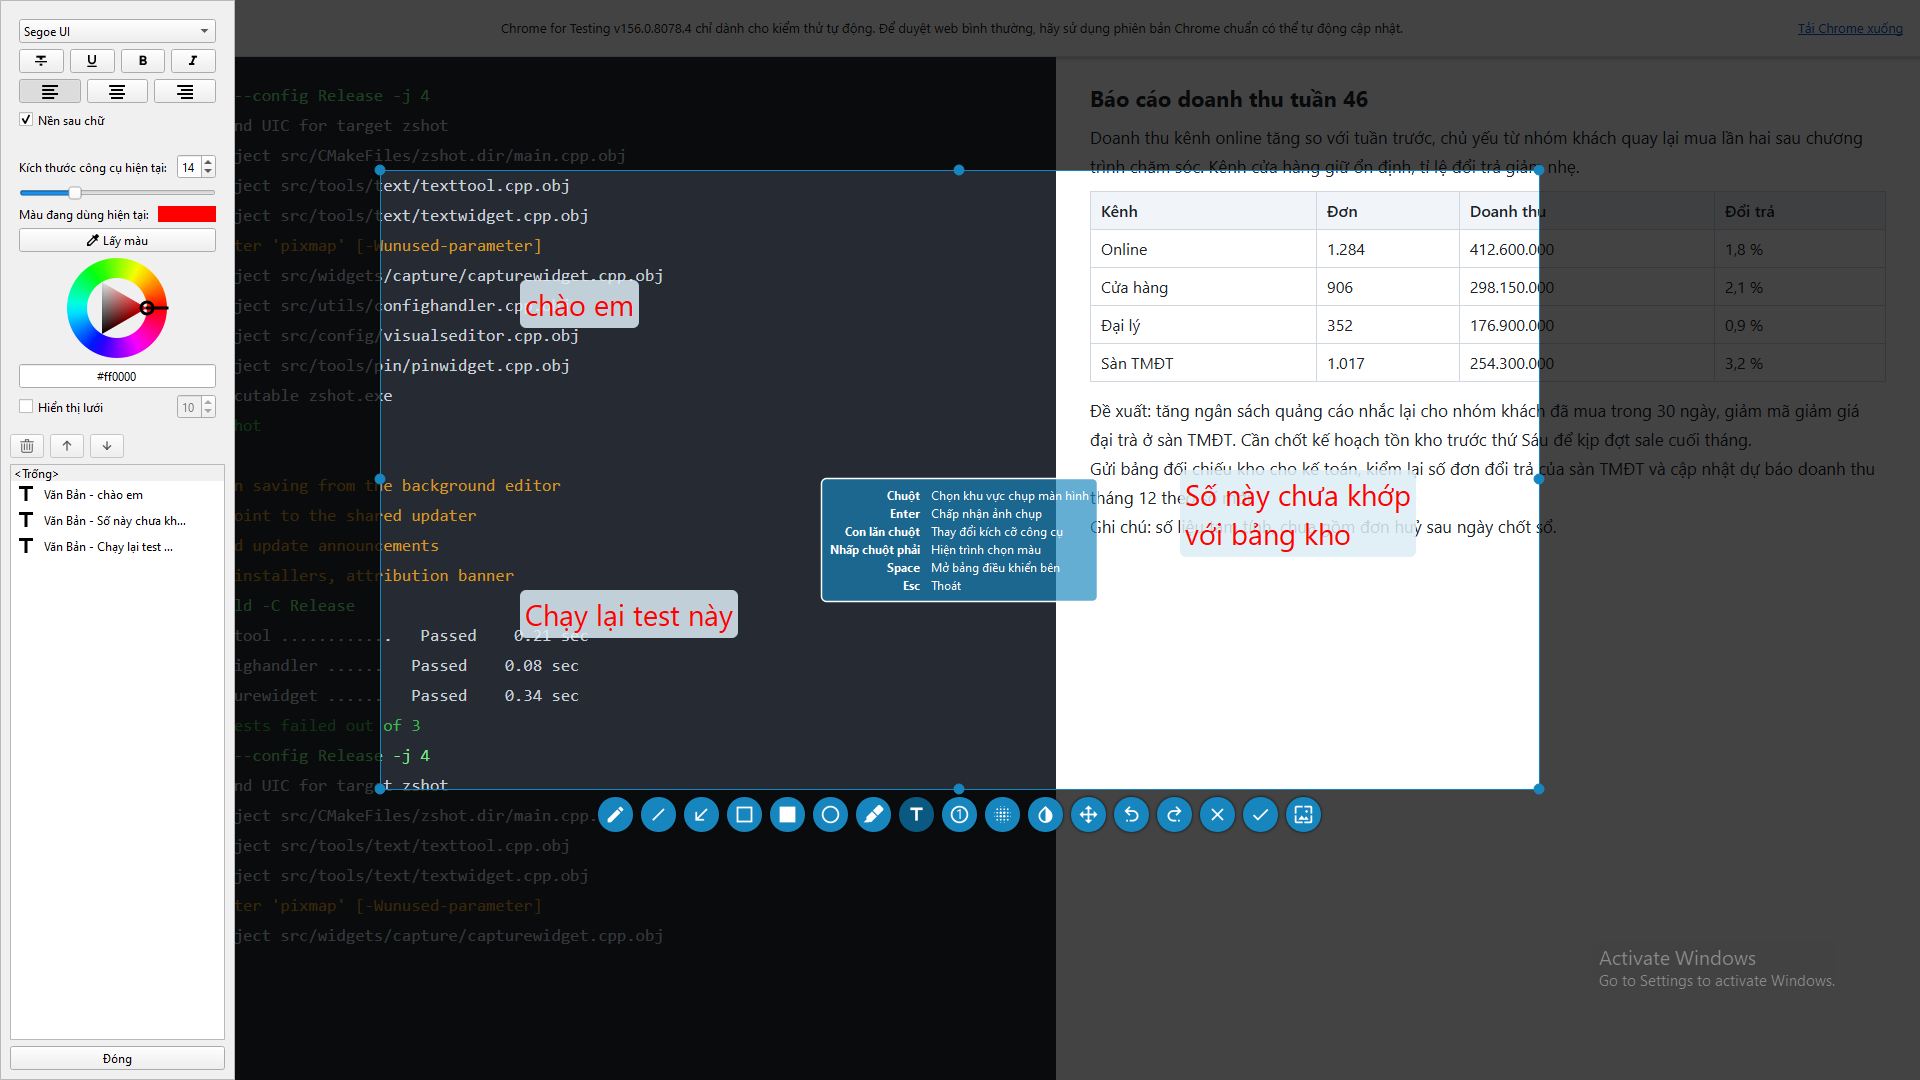 Segoe UI
Nền sau chữ
Kích thước công cụ hiện tại: 14
Màu đang dùng hiện tại:
Lấy màu
#ff0000
Hiển thị lưới 10
<Trống>
Văn Bản - chào em
Văn Bản - Số này chưa kh...
Văn Bản - Chạy lại test ...
Đóng
Chrome for Testing v156.0.8078.4 chỉ dành cho kiểm thử tự động. Để duyệt web bình thường, hãy sử dụng phiên bản Chrome chuẩn có thể tự động cập nhật.
Tải Chrome xuống
--config Release -j 4
nd UIC for target zshot
ject src/CMakeFiles/zshot.dir/main.cpp.obj
ject src/tools/text/texttool.cpp.obj
ject src/tools/text/textwidget.cpp.obj
ter 'pixmap' [-Wunused-parameter]
ject src/widgets/capture/capturewidget.cpp.obj
ject src/utils/confighandler.cp
chào em
ject src/config/visualseditor.cpp.obj
ject src/tools/pin/pinwidget.cpp.obj
cutable zshot.exe
hot
n saving from the background editor
oint to the shared updater
d update announcements
installers, attribution banner
ld -C Release
Chạy lại test này
tool ............ Passed 0.21 sec
ighandler ...... Passed 0.08 sec
urewidget ...... Passed 0.34 sec
ests failed out of 3
--config Release -j 4
nd UIC for target zshot
ject src/CMakeFiles/zshot.dir/main.cpp.
ject src/tools/text/texttool.cpp.obj
ject src/tools/text/textwidget.cpp.obj
ter 'pixmap' [-Wunused-parameter]
ject src/widgets/capture/capturewidget.cpp.obj
Chuột Chọn khu vực chụp màn hình
Enter Chấp nhận ảnh chụp
Con lăn chuột Thay đổi kích cỡ công cụ
Nhấp chuột phải Hiện trình chọn màu
Space Mở bảng điều khiển bên
Esc Thoát
Báo cáo doanh thu tuần 46
Doanh thu kênh online tăng so với tuần trước, chủ yếu từ nhóm khách quay lại mua lần hai sau chương
trình chăm sóc. Kênh cửa hàng giữ ổn định, tỉ lệ đổi trả giảm nhẹ.
Kênh Đơn Doanh thu Đổi trả
Online 1.284 412.600.000 1,8 %
Cửa hàng 906 298.150.000 2,1 %
Đại lý 352 176.900.000 0,9 %
Sàn TMĐT 1.017 254.300.000 3,2 %
Đề xuất: tăng ngân sách quảng cáo nhắc lại cho nhóm khách đã mua trong 30 ngày, giảm mã giảm giá
đại trà ở sàn TMĐT. Cần chốt kế hoạch tồn kho trước thứ Sáu để kịp đợt sale cuối tháng.
Gửi bảng đối chiếu kho cho kế toán, kiểm lại số đơn đổi trả của sàn TMĐT và cập nhật dự báo doanh thu
tháng 12
Số này chưa khớp
với bảng kho
Ghi chú: số liệu tạm tính, chưa gồm đơn huỷ sau ngày chốt sổ.
Activate Windows
Go to Settings to activate Windows.